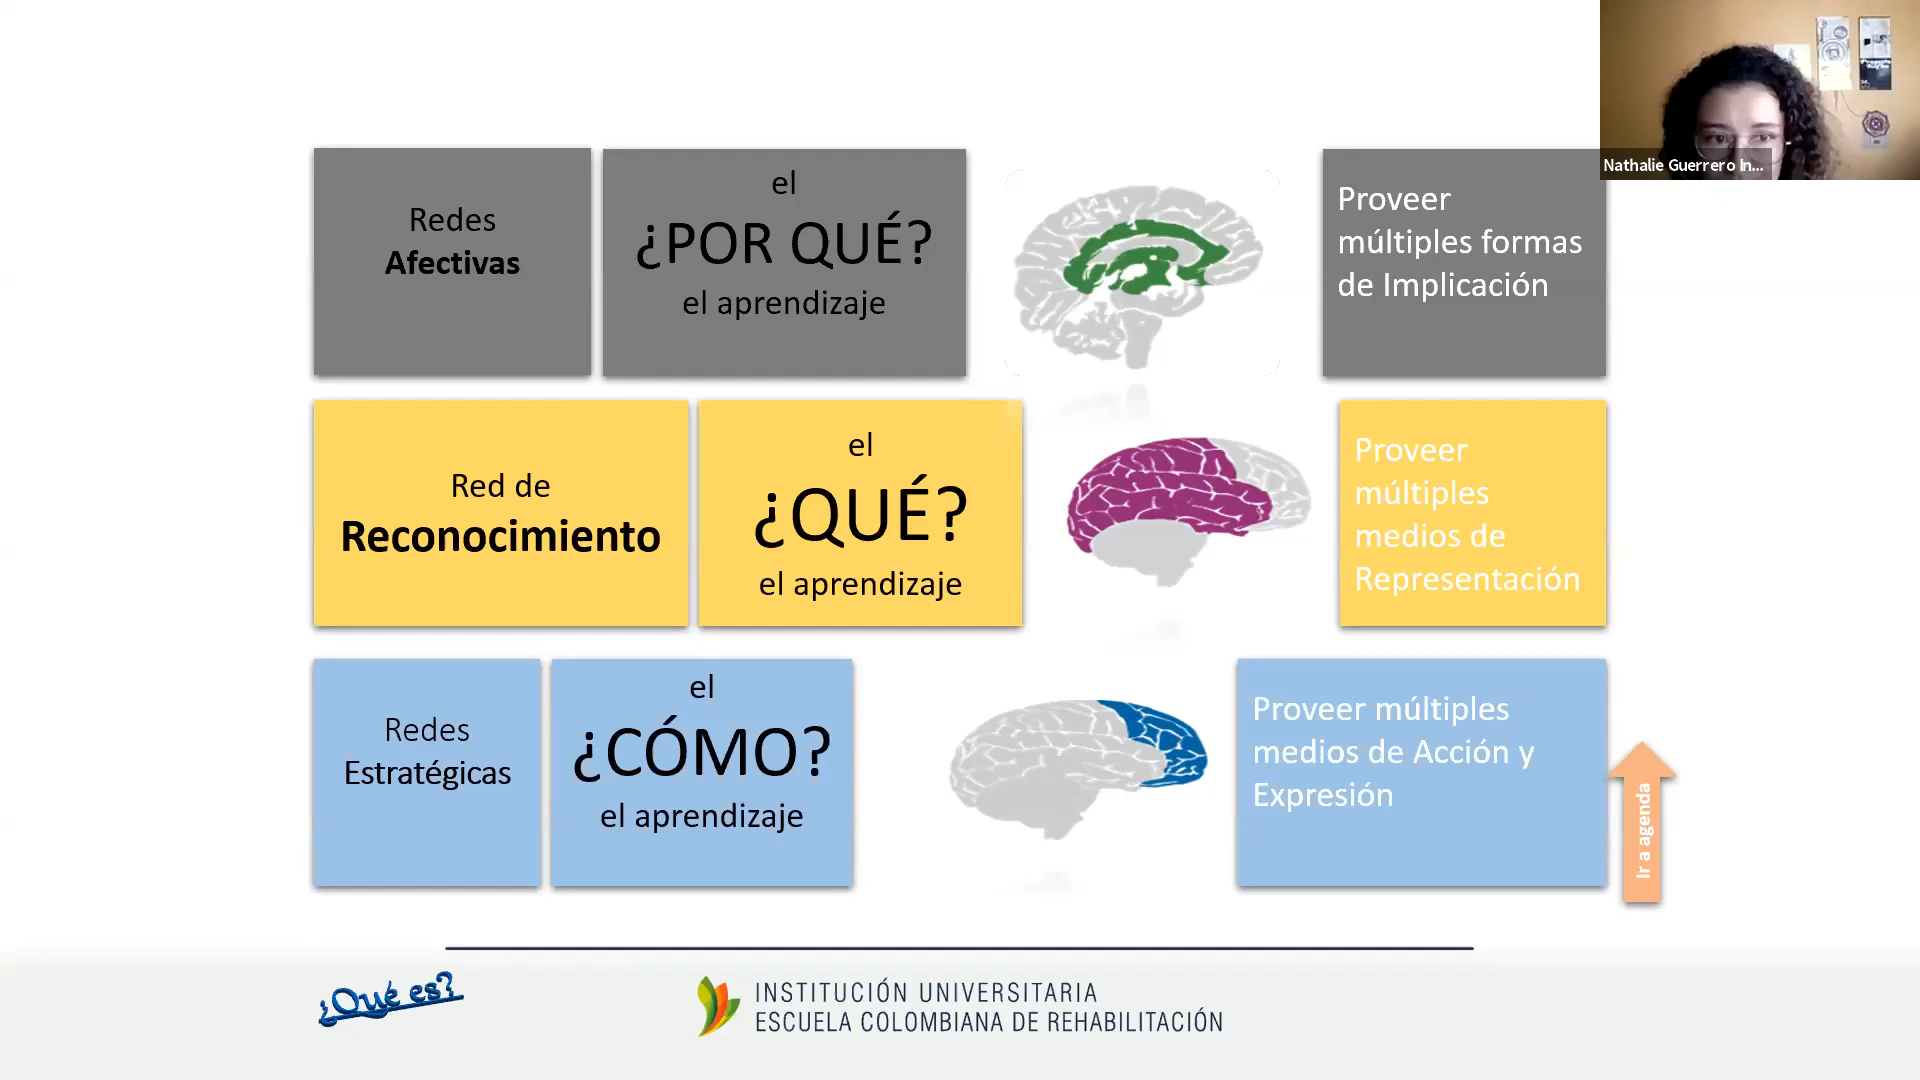 Redes
Afectivas
el
¿POR QUÉ?
el aprendizaje
Proveer
múltiples formas
de Implicación
Nathalie Guerrero In...
Red de
Reconocimiento
el
¿QUÉ?
el aprendizaje
Proveer
múltiples
medios de
Representación
Redes
Estratégicas
el
¿CÓMO?
el aprendizaje
Proveer múltiples
medios de Acción y
Expresión
Ir a agenda
¿Qué es?
INSTITUCIÓN UNIVERSITARIA
ESCUELA COLOMBIANA DE REHABILITACIÓN